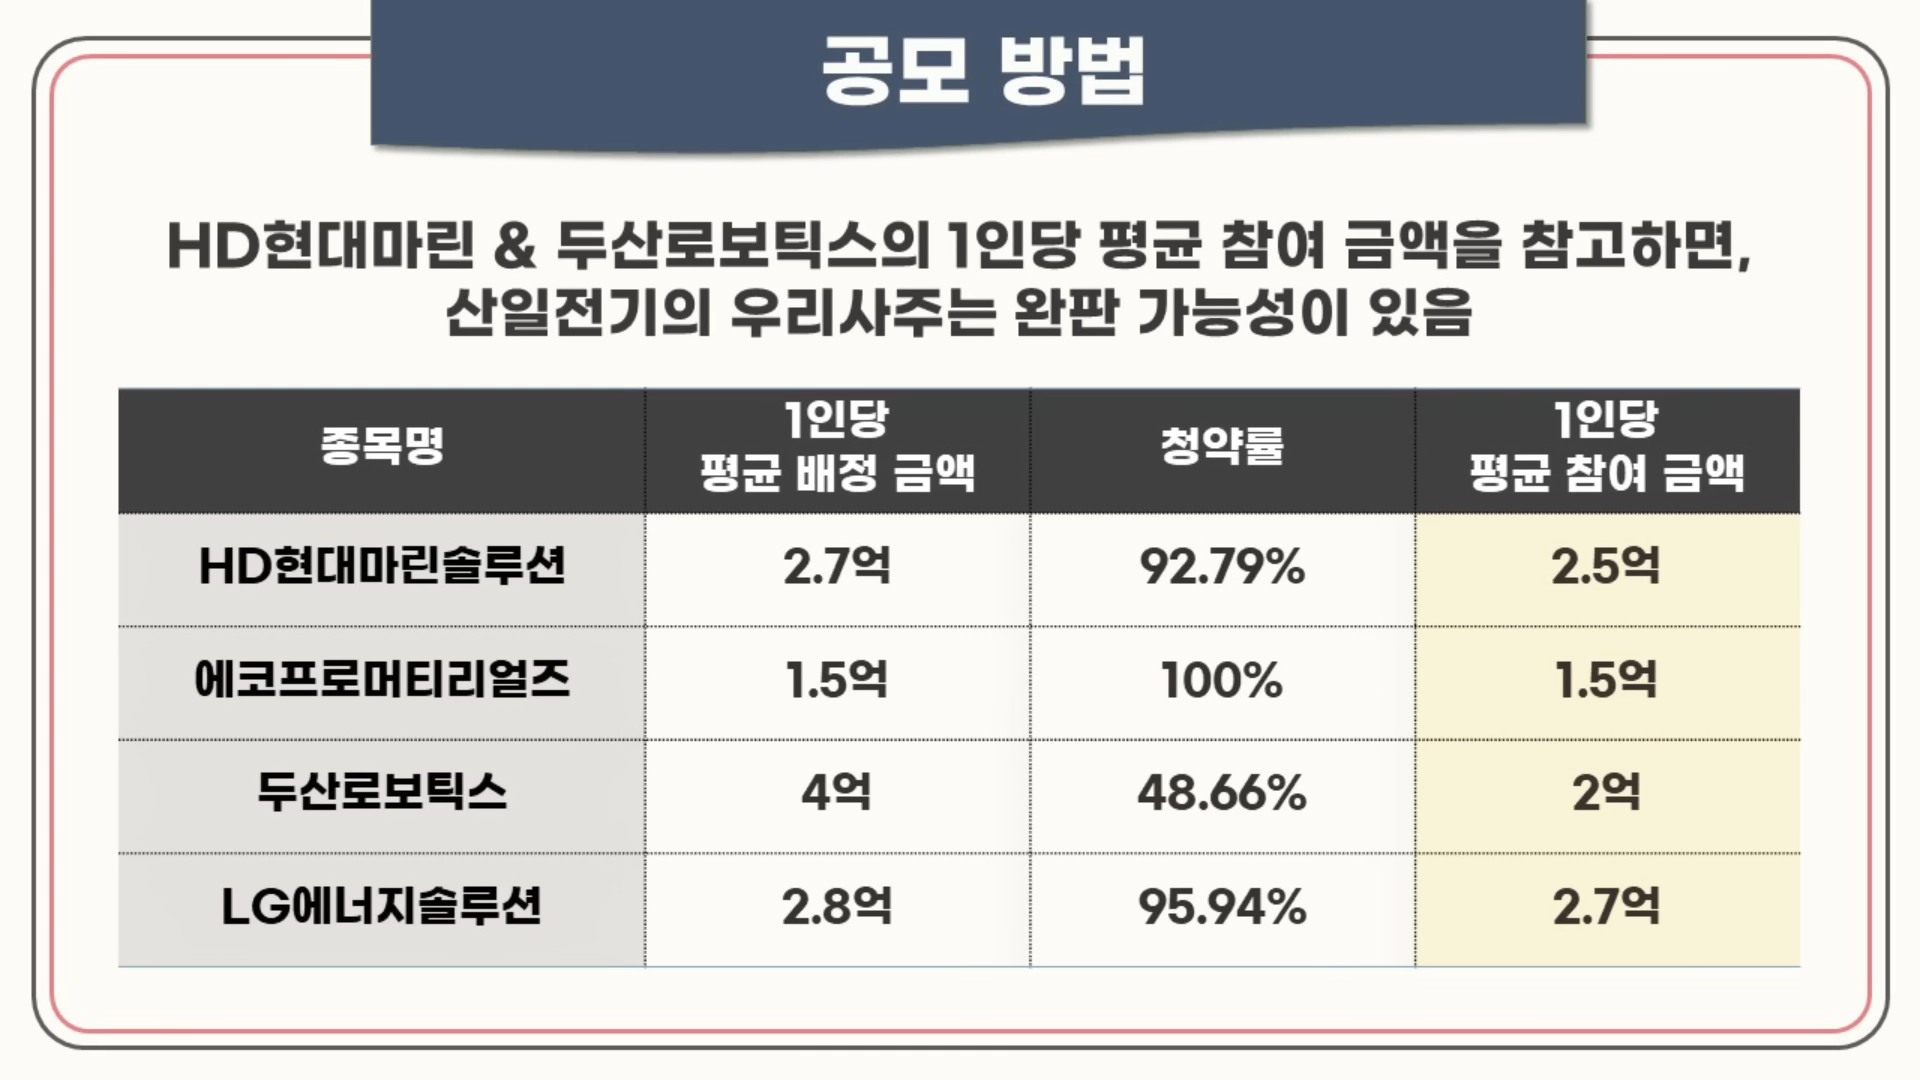 공모 방법
HD현대마린 & 두산로보틱스의 1인당 평균 참여 금액을 참고하면,
산일전기의 우리사주는 완판 가능성이 있음
종목명 1인당 평균 배정 금액 청약률 1인당 평균 참여 금액
HD현대마린솔루션 2.7억 92.79% 2.5억
에코프로머티리얼즈 1.5억 100% 1.5억
두산로보틱스 4억 48.66% 2억
LG에너지솔루션 2.8억 95.94% 2.7억